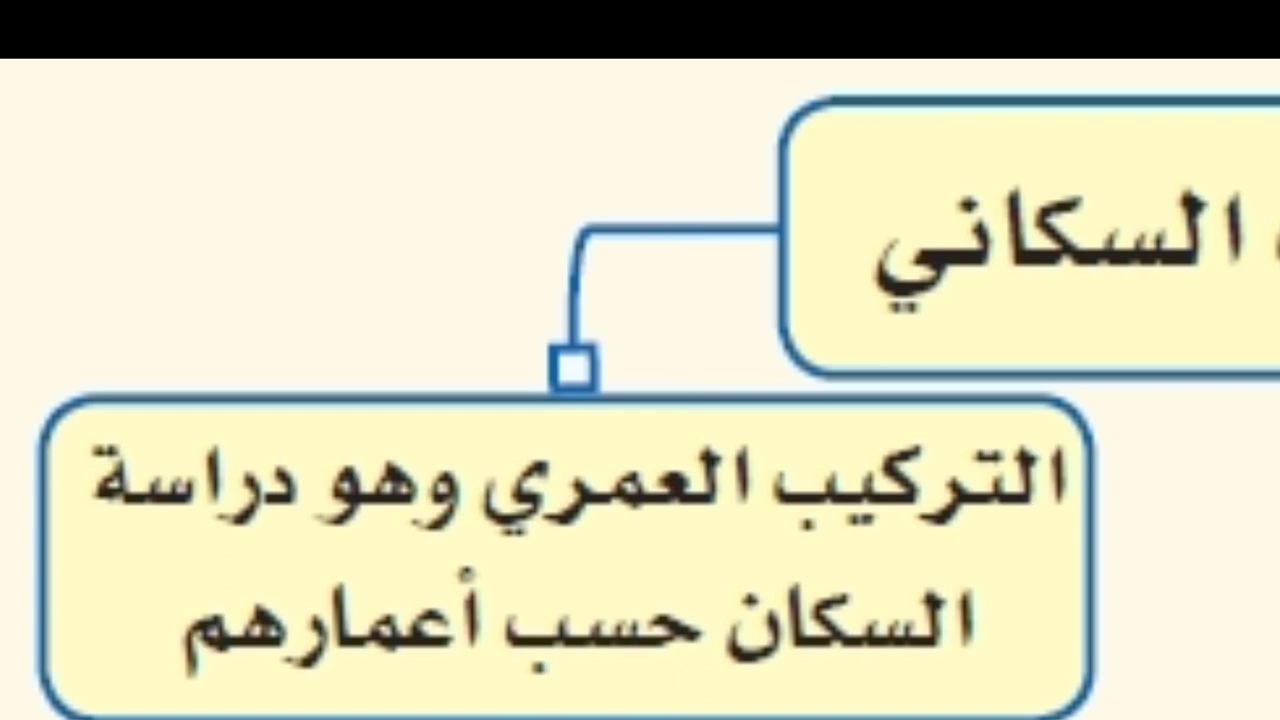 السكاني
التركيب العمري وهو دراسة
السكان حسب أعمارهم